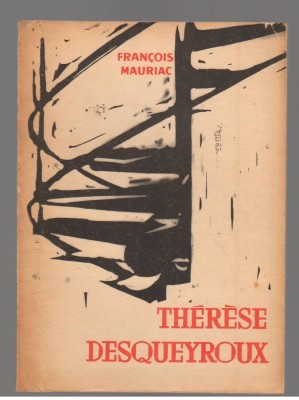 FRANÇOIS
MAURIAC
THÉRÈSE
DESQUEYROUX